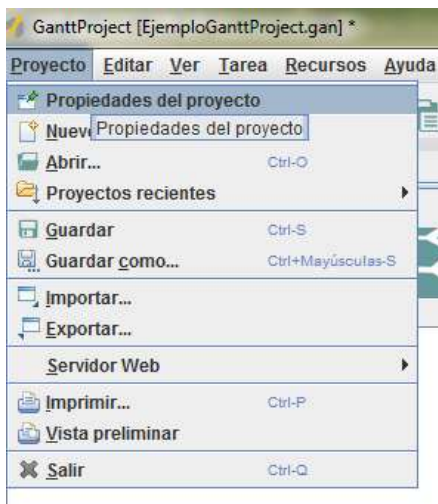 GanttProject [EjemploGanttProject.gan] *
Proyecto Editar Ver Tarea Recursos Ayuda
Propiedades del proyecto
Propiedades del proyecto
Abrir... Ctrl-O
Proyectos recientes
Guardar Ctrl-S
Guardar como... Ctrl+Mayúsculas-S
Importar...
Exportar...
Servidor Web
Imprimir... Ctrl-P
Vista preliminar
Salir Ctrl-Q